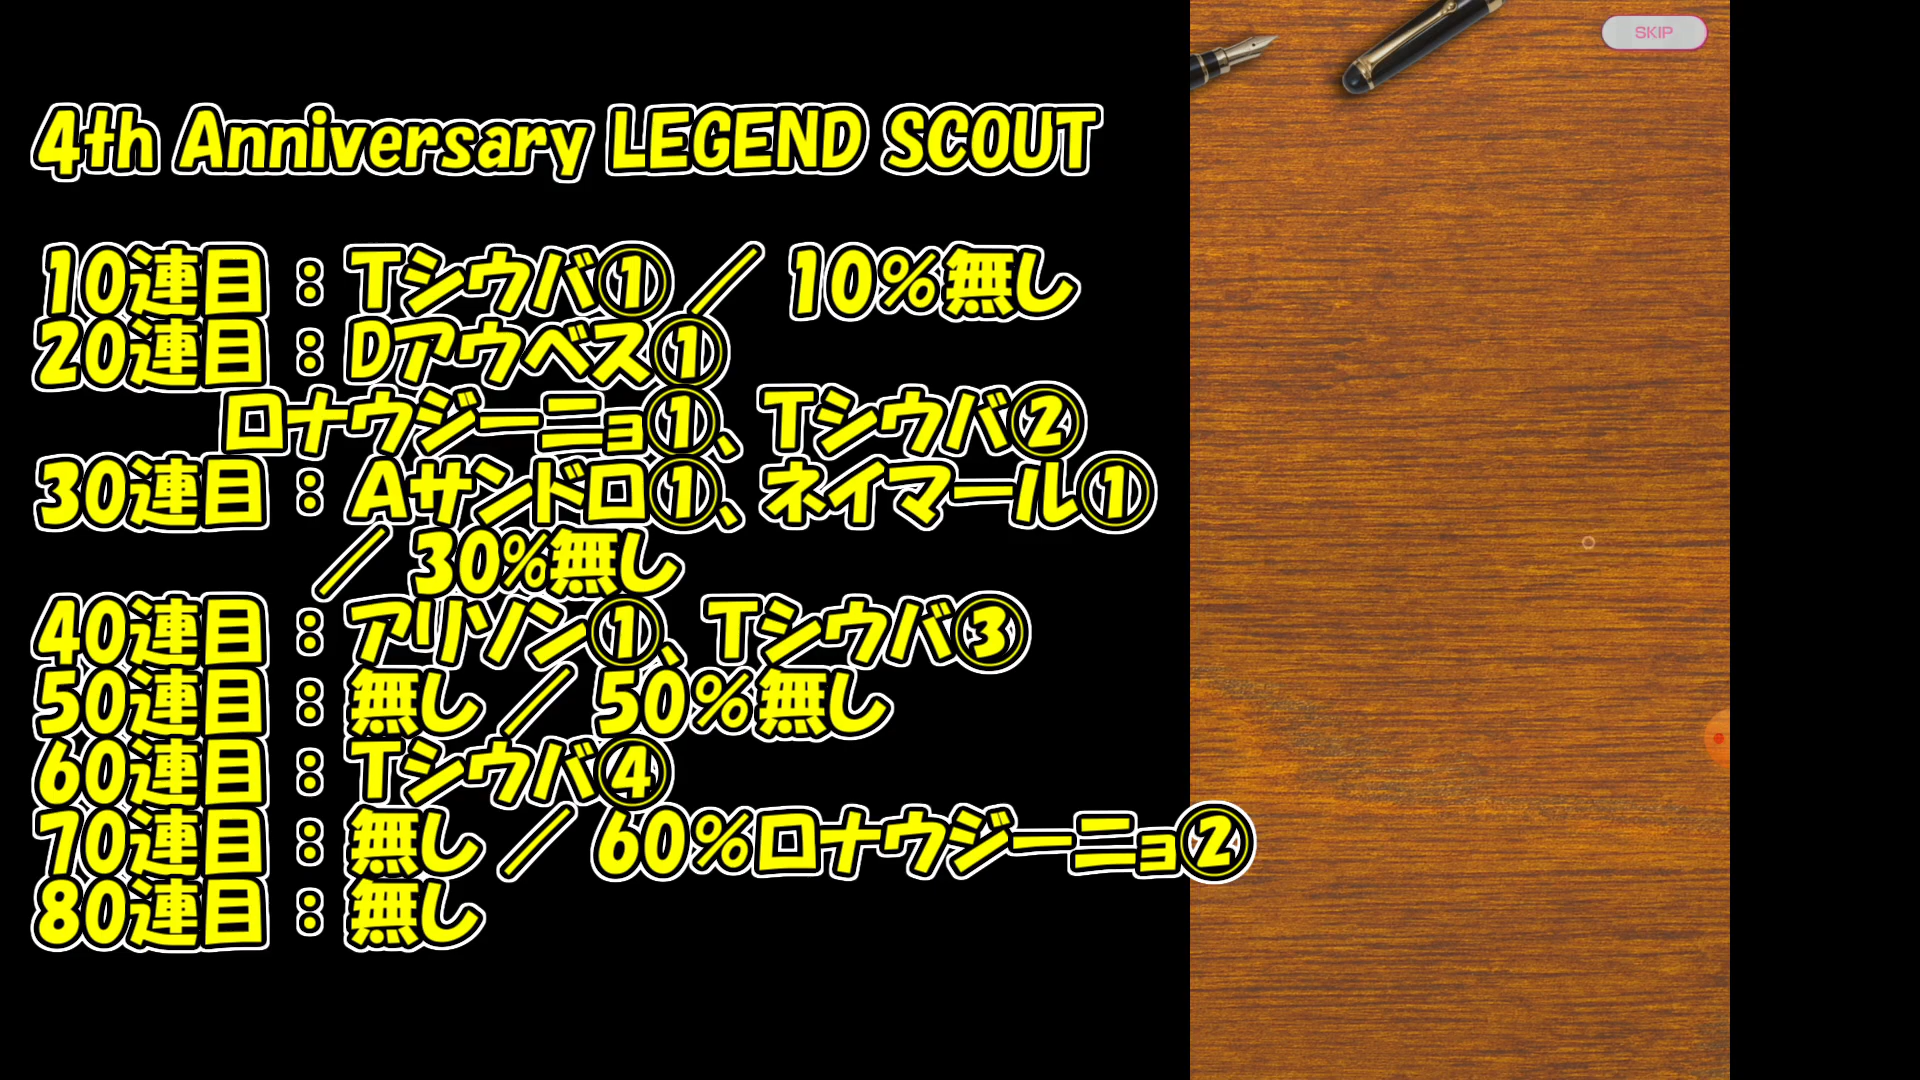 SKIP
4th Anniversary LEGEND SCOUT
10連目：Tシウバ①／ 10%無し
20連目：Dアウベス①
ロナウジーニョ①、Tシウバ②
30連目：Aサンドロ①、ネイマール①
／ 30%無し
40連目：アリソン①、Tシウバ③
50連目：無し／ 50%無し
60連目：Tシウバ④
70連目：無し／ 60%ロナウジーニョ②
80連目：無し